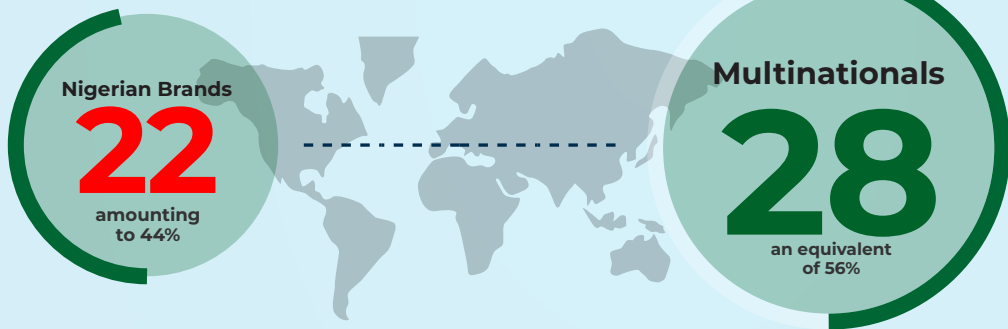 Nigerian Brands
22
amounting
to 44%
Multinationals
28
an equivalent
of 56%